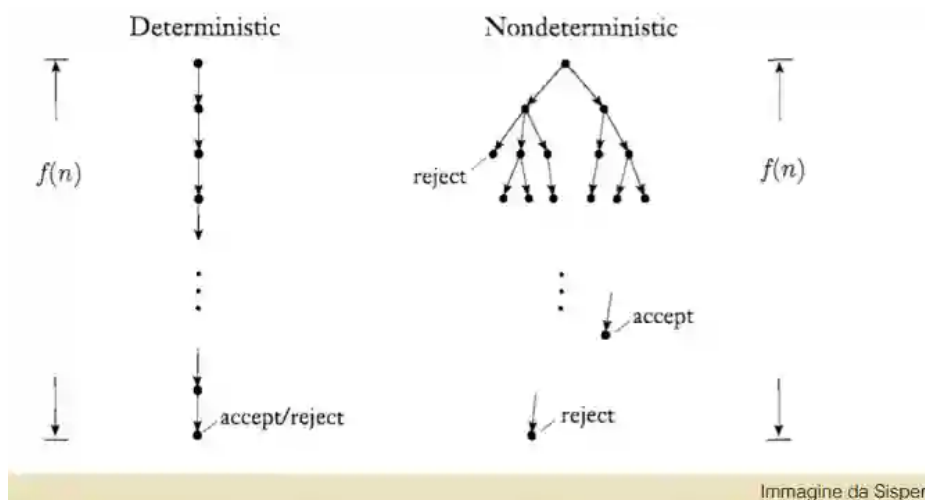 Deterministic
Nondeterministic
f(n)
reject
f(n)
accept
accept/reject
reject
Immagine da Sisper